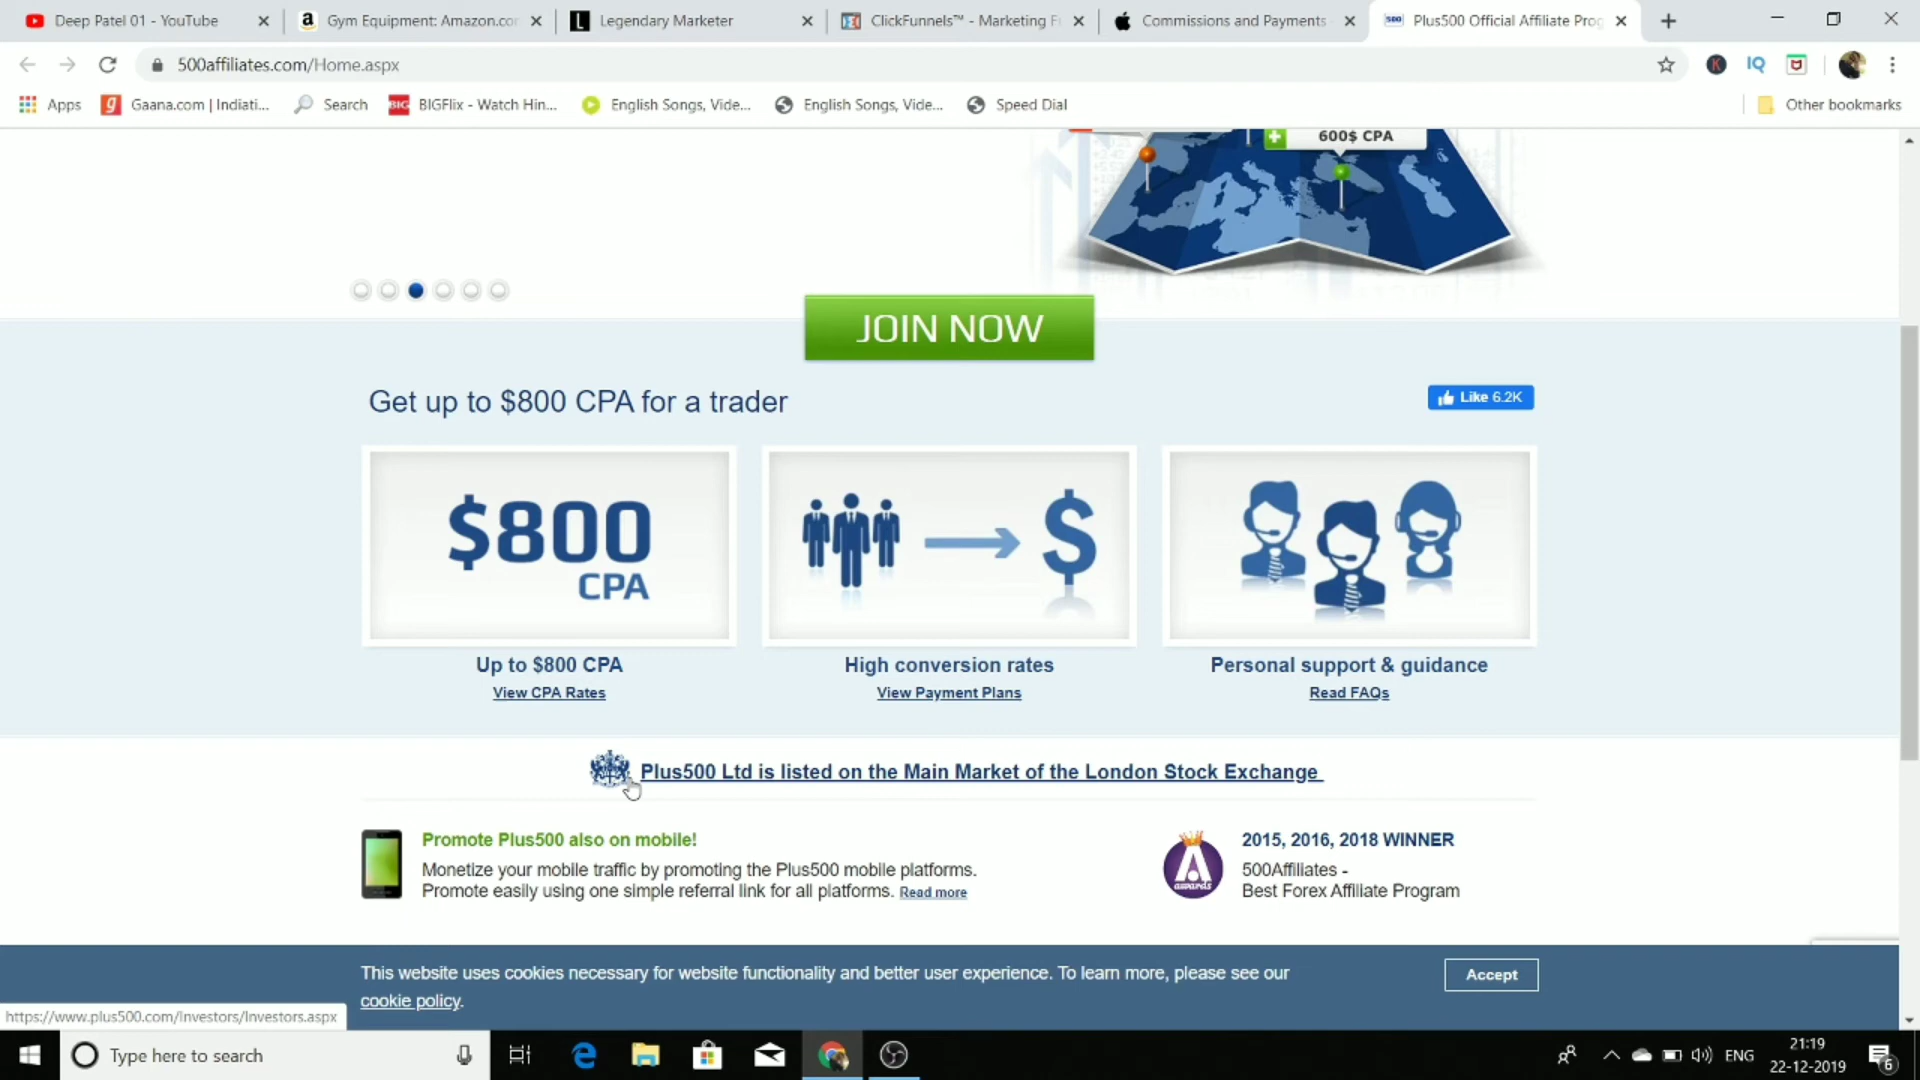 Deep Patel 01 - YouTube
Gym Equipment: Amazon.co
Legendary Marketer
ClickFunnels™ - Marketing F
Commissions and Payments
Plus500 Official Affiliate Prog
500affiliates.com/Home.aspx
K
IQ
Apps
Gaana.com | Indiati...
Search
BIG
BIGFlix - Watch Hin...
English Songs, Vide...
English Songs, Vide...
Speed Dial
Other bookmarks
600$ CPA
JOIN NOW
Get up to $800 CPA for a trader
Like 6.2K
$800
CPA
$
Up to $800 CPA
High conversion rates
Personal support & guidance
View CPA Rates
View Payment Plans
Read FAQs
Plus500 Ltd is listed on the Main Market of the London Stock Exchange
Promote Plus500 also on mobile!
Monetize your mobile traffic by promoting the Plus500 mobile platforms.
Promote easily using one simple referral link for all platforms. Read more
A
awards
2015, 2016, 2018 WINNER
500Affiliates -
Best Forex Affiliate Program
This website uses cookies necessary for website functionality and better user experience. To learn more, please see our
cookie policy.
Accept
https://www.plus500.com/Investors/Investors.aspx
Type here to search
ENG
21:19
22-12-2019
6